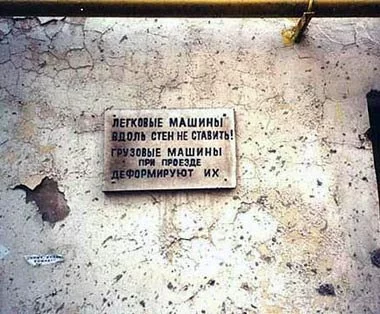 ЛЕГКОВЫЕ МАШИНЫ
ВДОЛЬ СТЕН НЕ СТАВИТЬ!
ГРУЗОВЫЕ МАШИНЫ
ПРИ ПРОЕЗДЕ
ДЕФОРМИРУЮТ ИХ